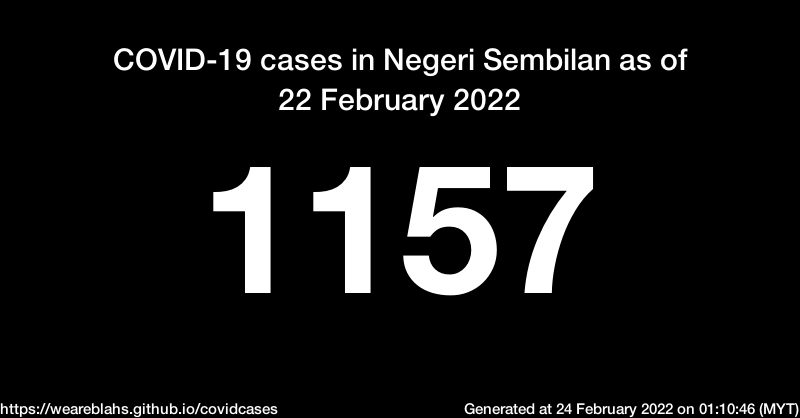 COVID-19 cases in Negeri Sembilan as of
22 February 2022
1157
https://weareblahs.github.io/covidcases
Generated at 24 February 2022 on 01:10:46 (MYT)